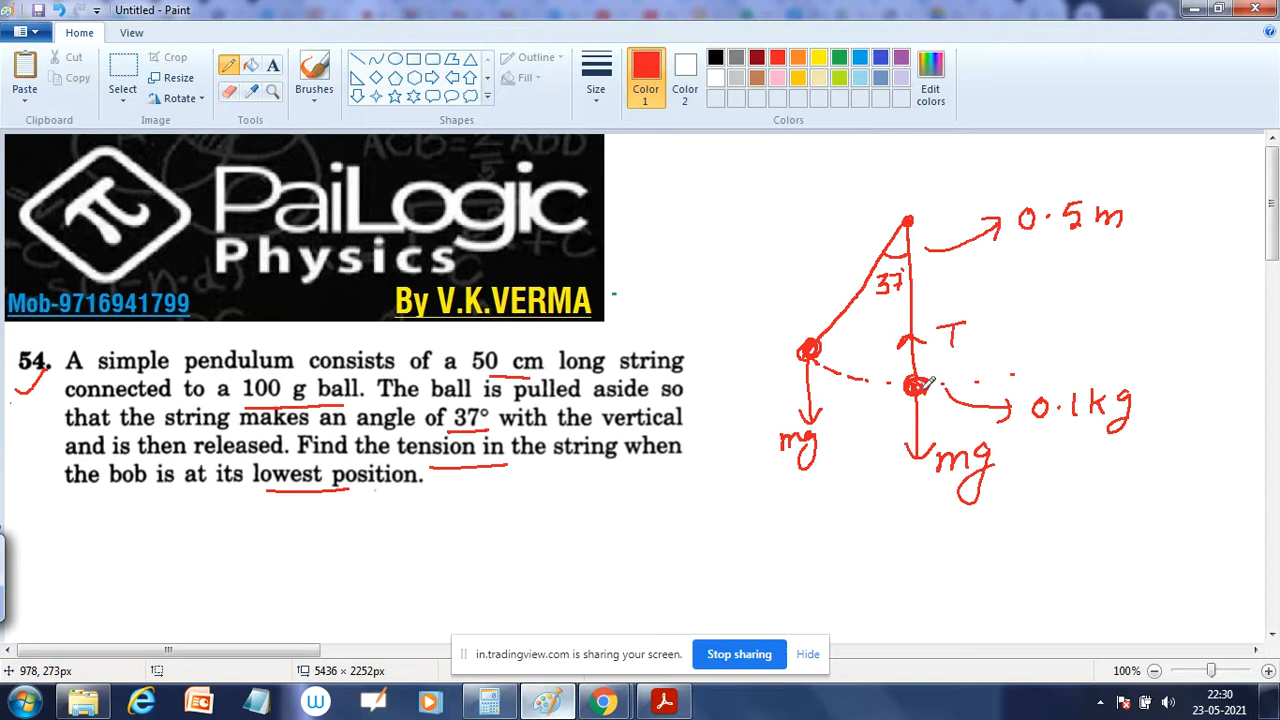 Untitled - Paint
Home View
Paste
Cut
Copy
Clipboard
Select
Crop
Resize
Rotate
Image
Tools
Brushes
Shapes
Outline
Fill
Size
Color 1
Color 2
Edit colors
Colors
π PaiLogic
Physics
Mob-9716941799
By V.K.VERMA
54. A simple pendulum consists of a 50 cm long string
connected to a 100 g ball. The ball is pulled aside so
that the string makes an angle of 37° with the vertical
and is then released. Find the tension in the string when
the bob is at its lowest position.
0.5 m
37°
T
0.1 kg
mg
mg
in.tradingview.com is sharing your screen.
Stop sharing
Hide
978, 273px
5436 × 2252px
100%
22:30
23-05-2021